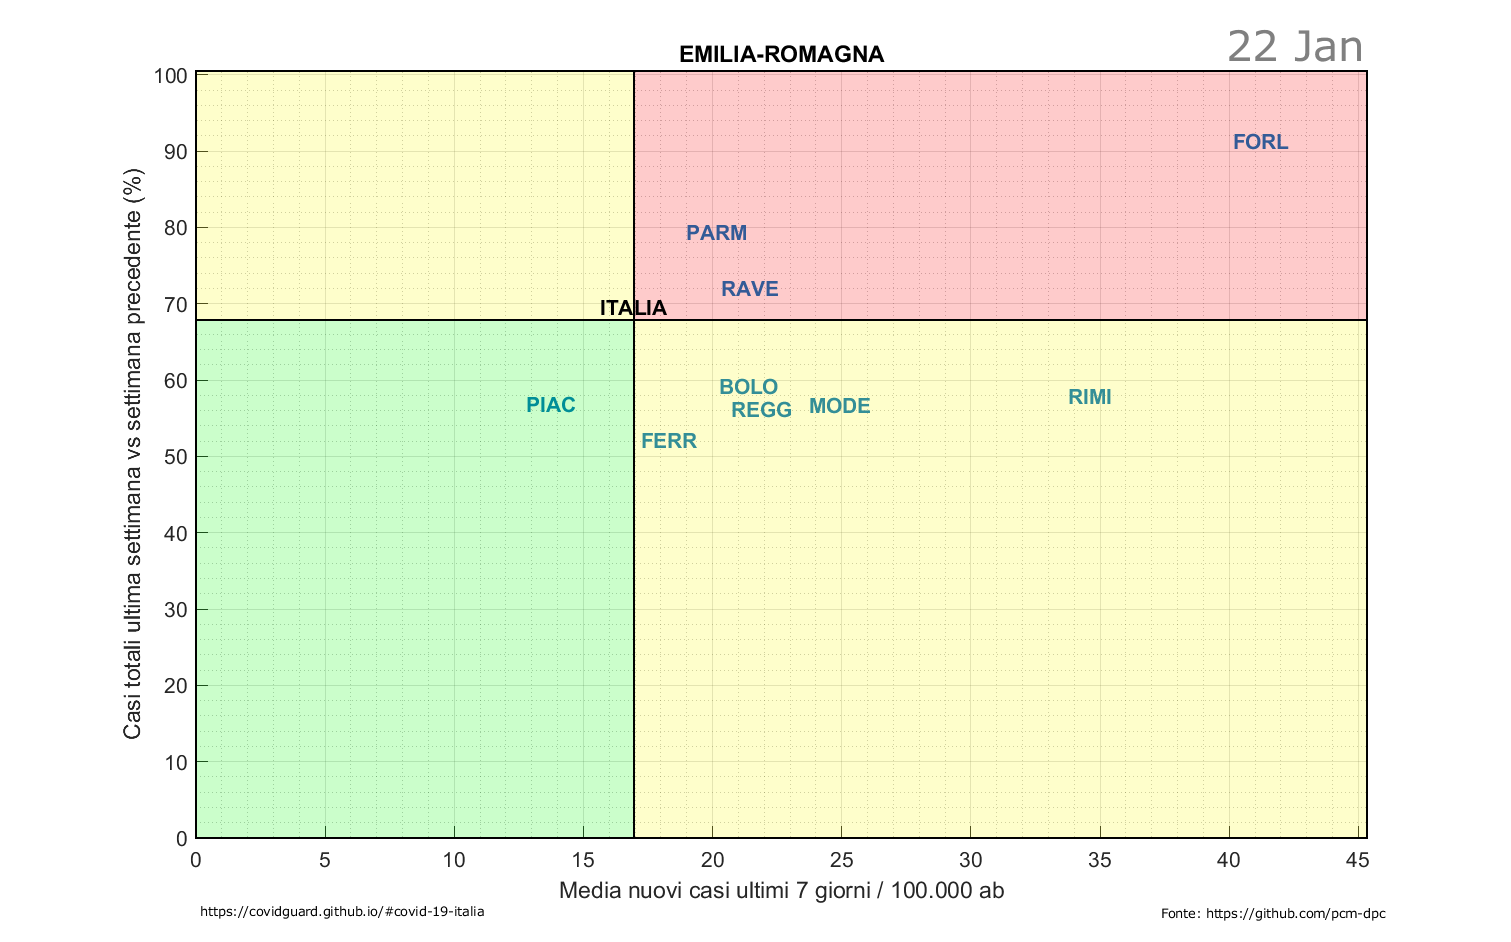 22 Jan
EMILIA-ROMAGNA
100
90
80
70
60
50
40
30
20
10
0
Casi totali ultima settimana vs settimana precedente (%)
FORL
PARM
RAVE
ITALIA
BOLO
RIMI
PIAC
MODE
REGG
FERR
0 5 10 15 20 25 30 35 40 45
Media nuovi casi ultimi 7 giorni / 100.000 ab
https://covidguard.github.io/#covid-19-italia
Fonte: https://github.com/pcm-dpc